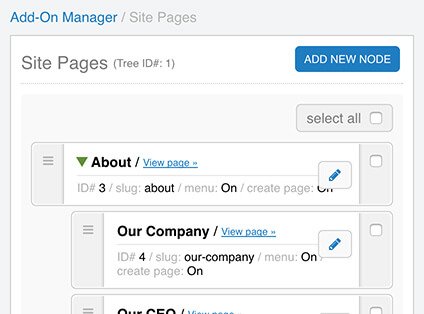 Add-On Manager / Site Pages
Site Pages (Tree ID#: 1)
ADD NEW NODE
select all
About / View page »
ID# 3 / slug: about / menu: On / create page: On
Our Company / View page »
ID# 4 / slug: our-company / menu: On /
create page: On
Our CEO / View page »